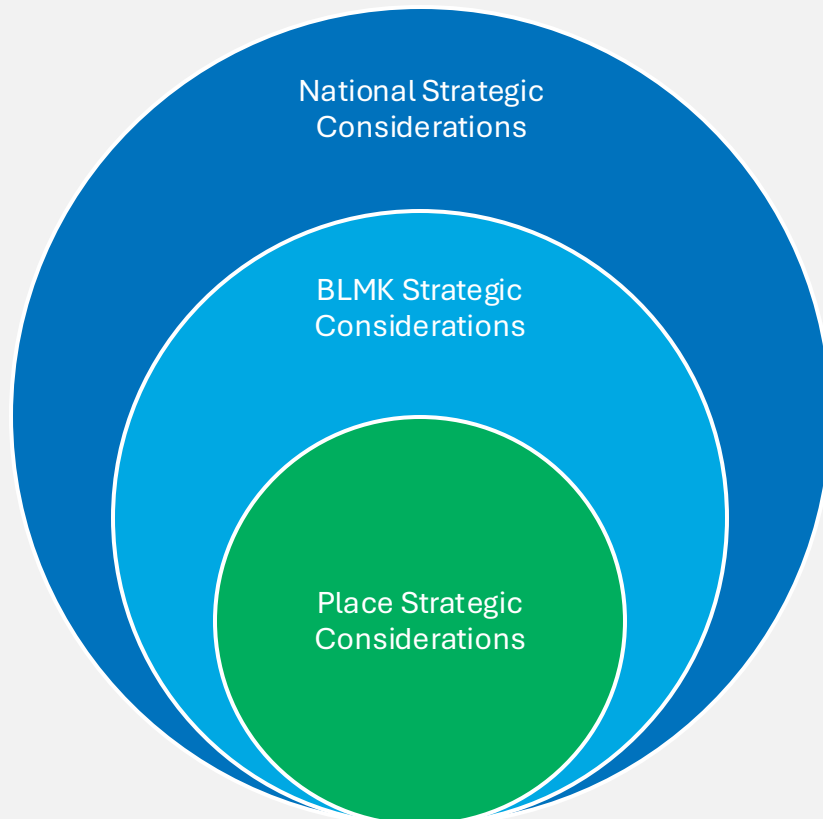 National Strategic
Considerations
BLMK Strategic
Considerations
Place Strategic
Considerations